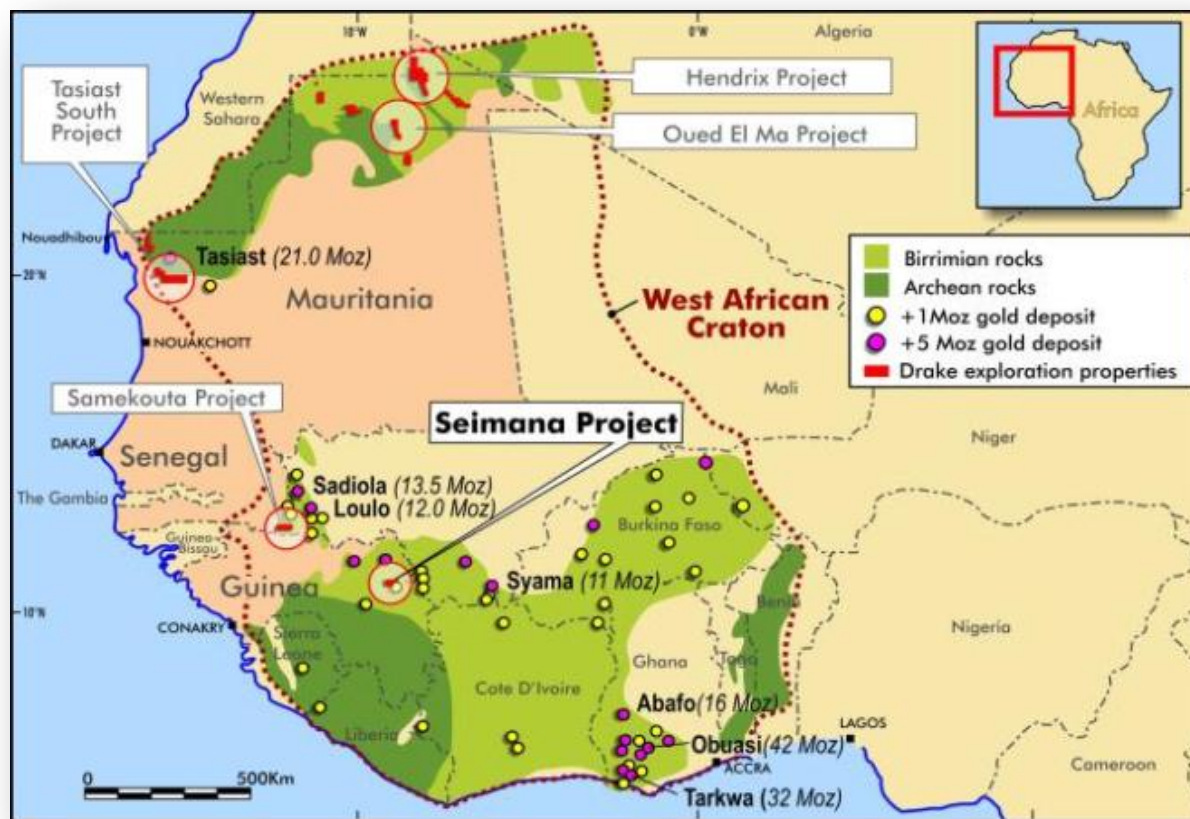 10°W
0°W
Algeria
Hendrix Project
Africa
Tasiast
South
Project
Western
Sahara
Oued El Ma Project
Nouadhibou
Tasiast (21.0 Moz)
20°N
Mauritania
West African
Craton
Birrimian rocks
Archean rocks
+1Moz gold deposit
+5 Moz gold deposit
Drake exploration properties
NOUAKCHOTT
Mali
Samekouta Project
Seimana Project
DAKAR
Senegal
Niger
The Gambia
Sadiola (13.5 Moz)
Loulo (12.0 Moz)
Burkina Faso
Guinea
Bissau
Guinea
Syama (11 Moz)
Benin
10°N
CONAKRY
Sierra
Leone
Ghana
Togo
Nigeria
Cote D'Ivoire
Abafo(16 Moz)
Liberia
LAGOS
Obuasi(42 Moz)
ACCRA
Cameroon
0
500Km
Tarkwa (32 Moz)